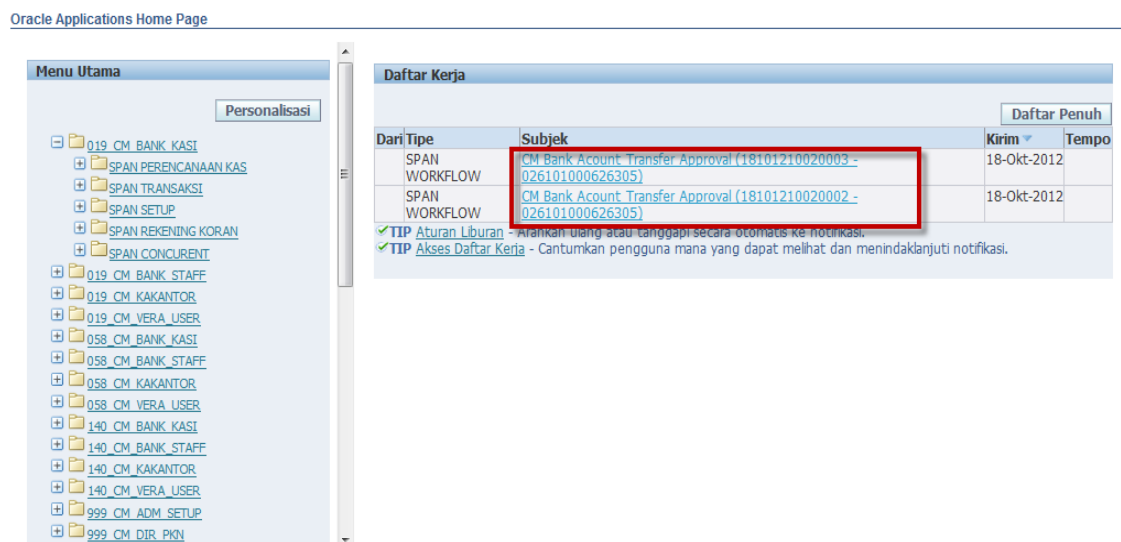 Oracle Applications Home Page
Menu Utama
Personalisasi
019_CM_BANK_KASI
SPAN PERENCANAAN KAS
SPAN TRANSAKSI
SPAN SETUP
SPAN REKENING KORAN
SPAN CONCURENT
019_CM_BANK_STAFF
019_CM_KAKANTOR
019_CM_VERA_USER
058_CM_BANK_KASI
058_CM_BANK_STAFF
058_CM_KAKANTOR
058_CM_VERA_USER
140_CM_BANK_KASI
140_CM_BANK_STAFF
140_CM_KAKANTOR
140_CM_VERA_USER
999_CM_ADM_SETUP
999_CM_DIR_PKN
Daftar Kerja
Daftar Penuh
Dari Tipe Subjek Kirim Tempo
SPAN CM Bank Acount Transfer Approval (18101210020003 - 18-Okt-2012
WORKFLOW 026101000626305)
SPAN CM Bank Acount Transfer Approval (18101210020002 - 18-Okt-2012
WORKFLOW 026101000626305)
TIP Aturan Liburan - Arahkan ulang atau tanggapi secara otomatis ke notifikasi.
TIP Akses Daftar Kerja - Cantumkan pengguna mana yang dapat melihat dan menindaklanjuti notifikasi.